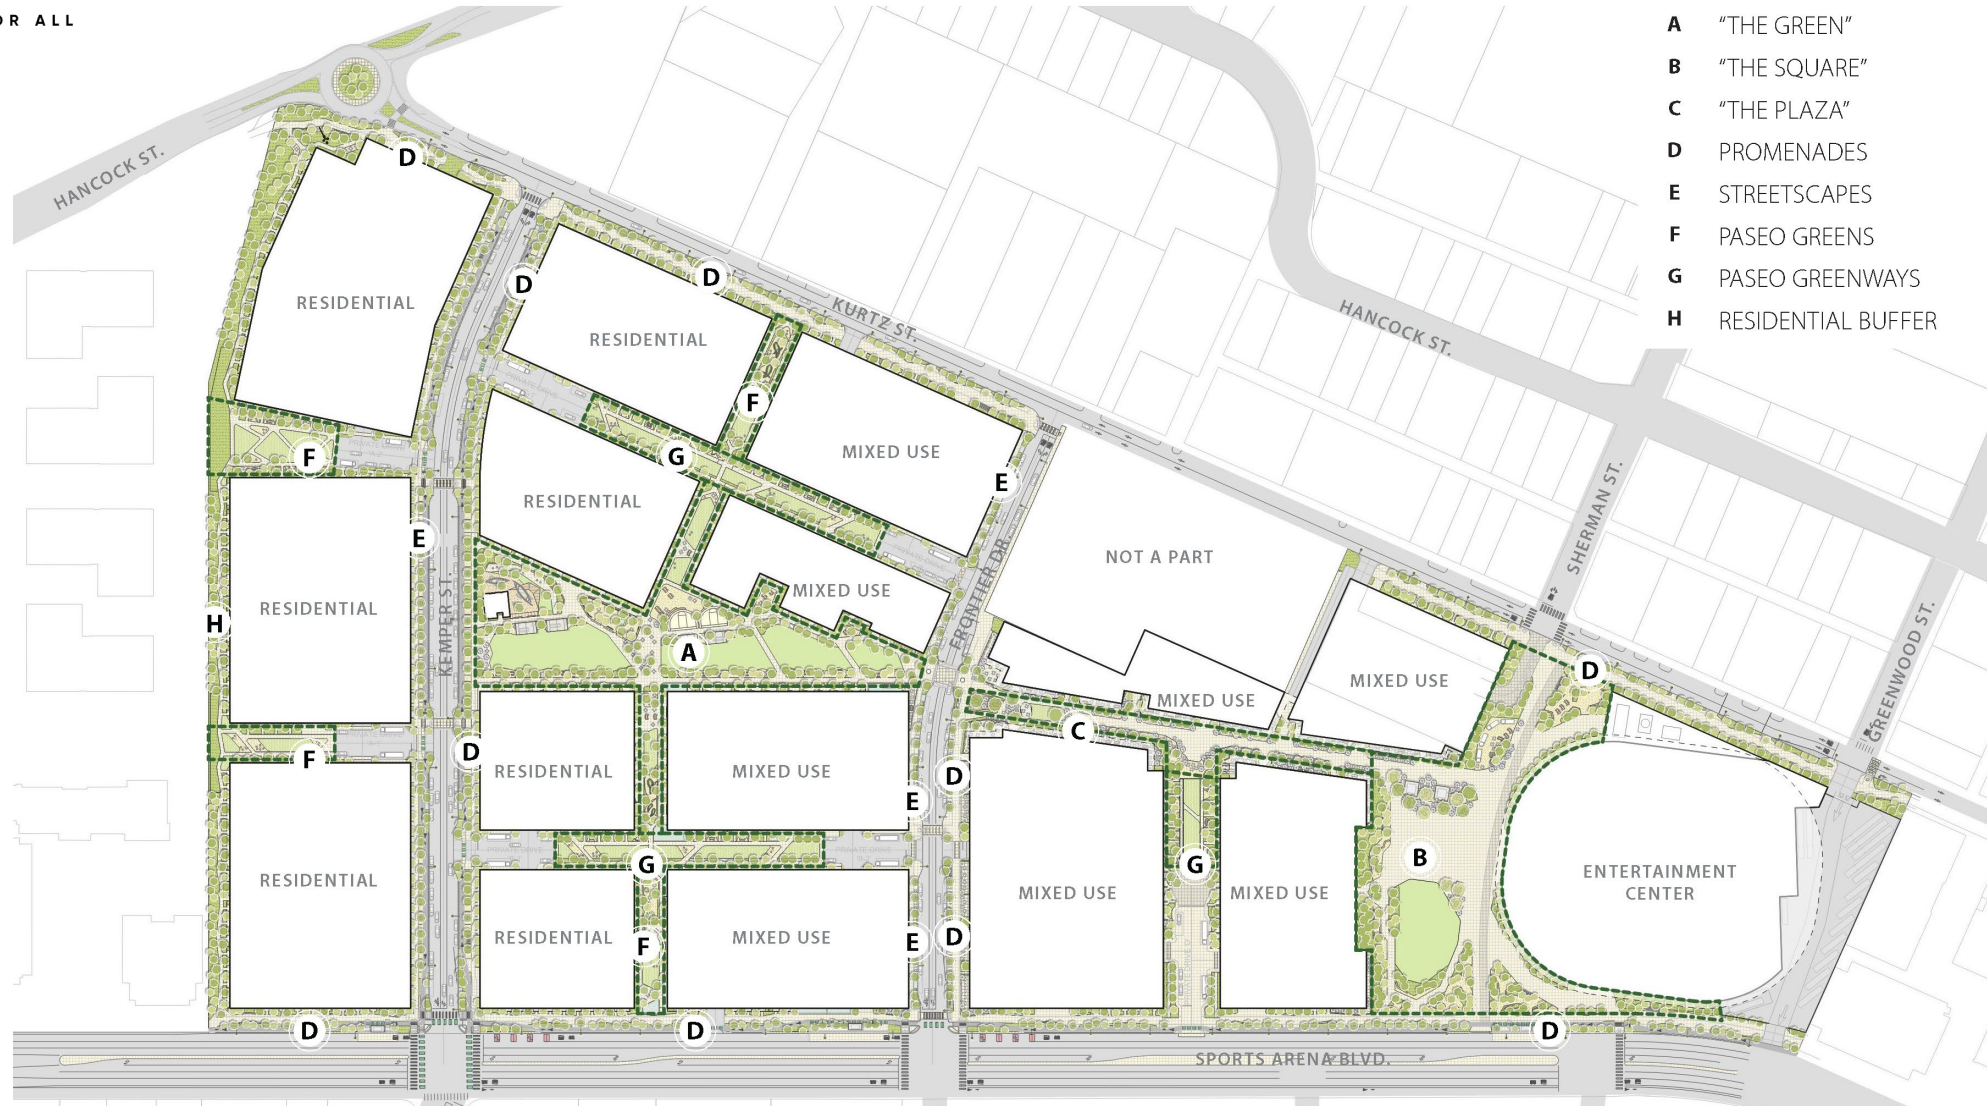 OR ALL
A "THE GREEN"
B "THE SQUARE"
C "THE PLAZA"
D PROMENADES
E STREETSCAPES
F PASEO GREENS
G PASEO GREENWAYS
H RESIDENTIAL BUFFER
HANCOCK ST.
D
RESIDENTIAL
D
D
KURTZ ST.
HANCOCK ST.
RESIDENTIAL
F
MIXED USE
F
G
E
RESIDENTIAL
SHERMAN ST.
E
KEMPER ST.
NOT A PART
FRONTIER DR.
MIXED USE
RESIDENTIAL
H
A
D
GREENWOOD ST.
MIXED USE
MIXED USE
C
F
D
RESIDENTIAL
MIXED USE
E
D
G
PRIVATE DRIVE
G
B
RESIDENTIAL
MIXED USE
MIXED USE
ENTERTAINMENT
CENTER
RESIDENTIAL
F
MIXED USE
E
D
D
D
D
SPORTS ARENA BLVD.